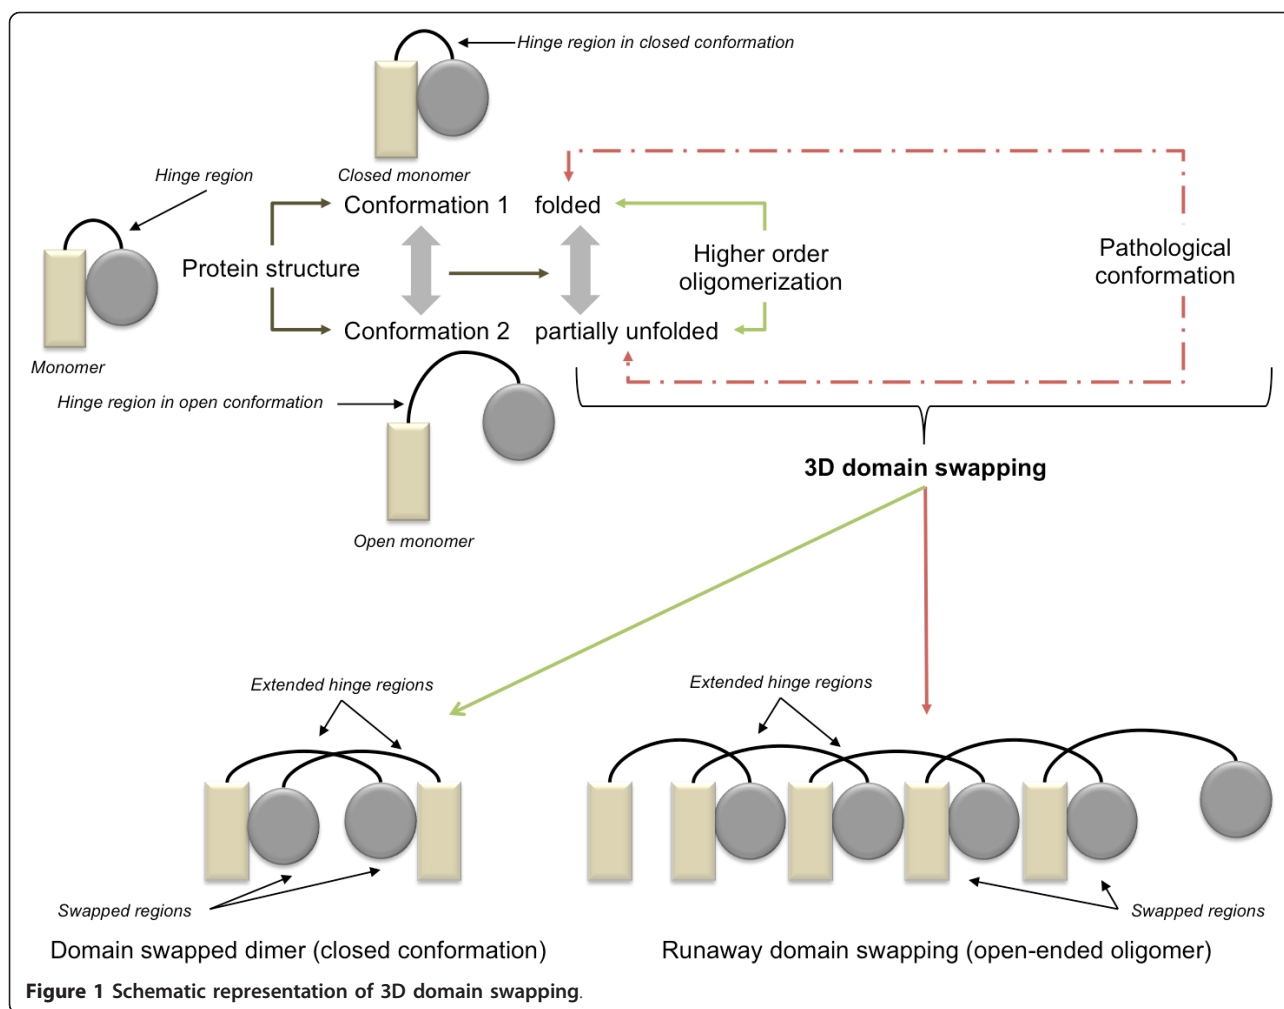 Hinge region in closed conformation
Closed monomer
Hinge region
Conformation 1 folded
Protein structure
Higher order
oligomerization
Pathological
conformation
Conformation 2 partially unfolded
Monomer
Hinge region in open conformation
Open monomer
3D domain swapping
Extended hinge regions
Extended hinge regions
Swapped regions
Swapped regions
Domain swapped dimer (closed conformation)
Runaway domain swapping (open-ended oligomer)
Figure 1 Schematic representation of 3D domain swapping.